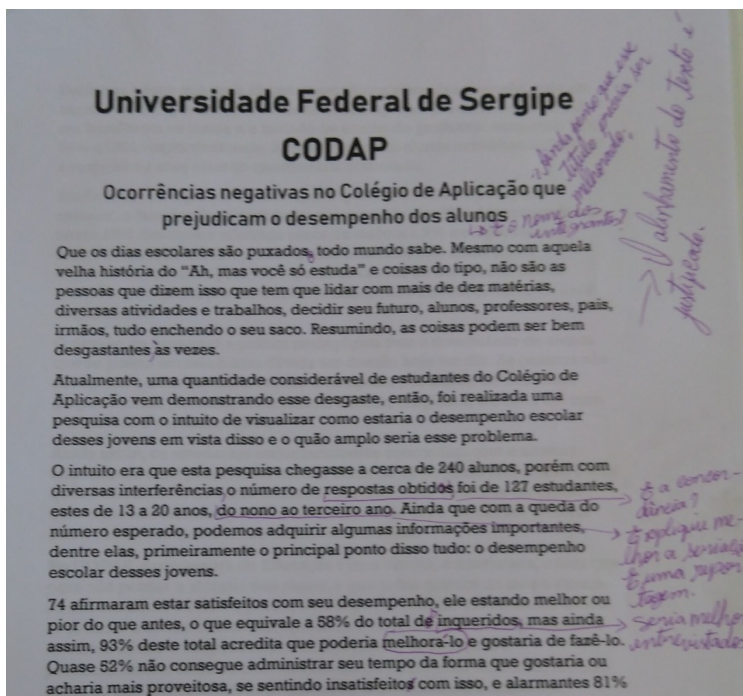 Universidade Federal de Sergipe
CODAP
Ocorrências negativas no Colégio de Aplicação que
prejudicam o desempenho dos alunos
Ainda penso que esse
título precisa ser
melhorado.
E o nome dos
integrantes?
O alinhamento do texto é
justificado.
Que os dias escolares são puxados, todo mundo sabe. Mesmo com aquela
velha história do “Ah, mas você só estuda” e coisas do tipo, não são as
pessoas que dizem isso que tem que lidar com mais de dez matérias,
diversas atividades e trabalhos, decidir seu futuro, alunos, professores, pais,
irmãos, tudo enchendo o seu saco. Resumindo, as coisas podem ser bem
desgastantes às vezes.
Atualmente, uma quantidade considerável de estudantes do Colégio de
Aplicação vem demonstrando esse desgaste, então, foi realizada uma
pesquisa com o intuito de visualizar como estaria o desempenho escolar
desses jovens em vista disso e o quão amplo seria esse problema.
O intuito era que esta pesquisa chegasse a cerca de 240 alunos, porém com
diversas interferências o número de respostas obtidos foi de 127 estudantes,
estes de 13 a 20 anos, do nono ao terceiro ano. Ainda que com a queda do
número esperado, podemos adquirir algumas informações importantes,
dentre elas, primeiramente o principal ponto disso tudo: o desempenho
escolar desses jovens.
E a concor-
dância?
Explique me-
lhor a
É uma repor-
tagem.
74 afirmaram estar satisfeitos com seu desempenho, ele estando melhor ou
pior do que antes, o que equivale a 58% do total de inqueridos, mas ainda
assim, 93% deste total acredita que poderia melhora-lo e gostaria de fazê-lo.
Quase 52% não consegue administrar seu tempo da forma que gostaria ou
acharia mais proveitosa, se sentindo insatisfeitos com isso, e alarmantes 81%
seria melhor
entrevistados